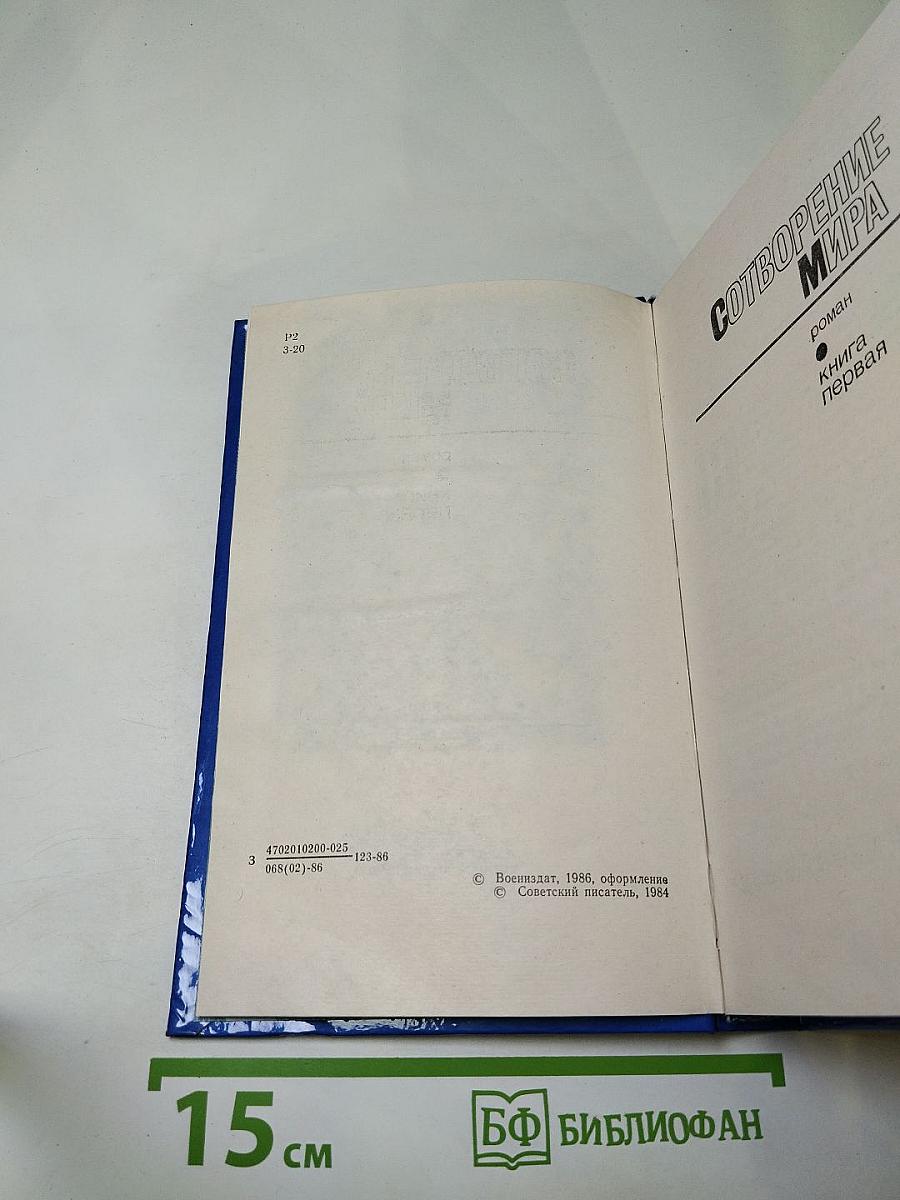 Р2
З-20
З 4702010200-025
068(02)-86 123-86
© Воениздат, 1986, оформление
© Советский писатель, 1984
СОТВОРЕНИЕ
МИРА
роман
книга
первая
15 см
БФ БИБЛИОФАН